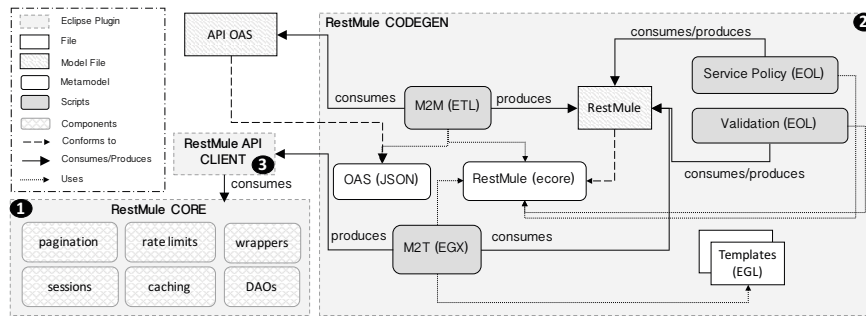 Eclipse Plugin
File
Model File
Metamodel
Scripts
Components
Conforms to
Consumes/Produces
Uses
API OAS
RestMule API
CLIENT
3
consumes
1
RestMule CORE
pagination
rate limits
wrappers
sessions
caching
DAOs
RestMule CODEGEN
2
consumes/produces
Service Policy (EOL)
consumes
M2M (ETL)
produces
RestMule
Validation (EOL)
OAS (JSON)
RestMule (ecore)
consumes/produces
produces
M2T (EGX)
consumes
Templates
(EGL)